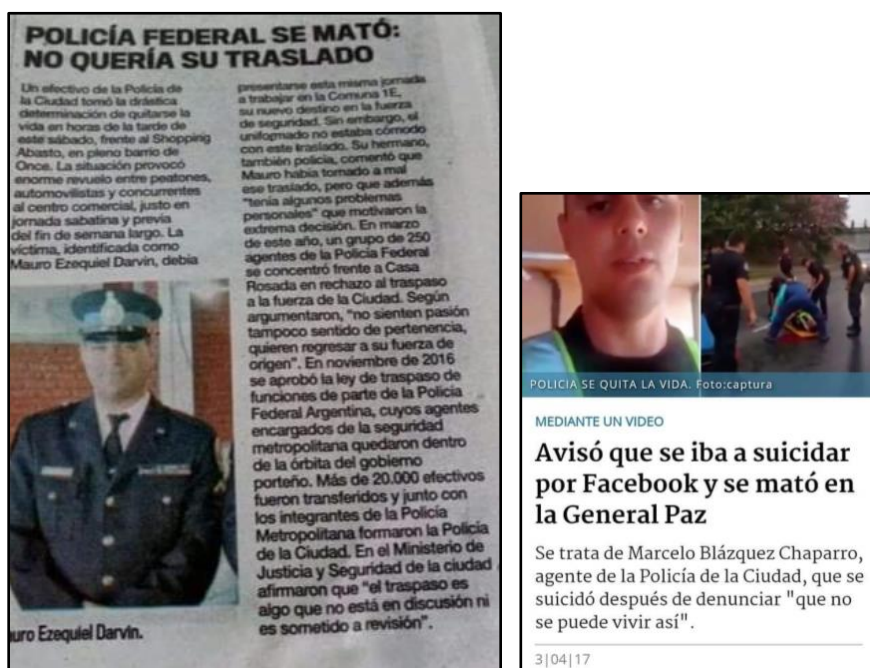 POLICÍA FEDERAL SE MATÓ:
NO QUERÍA SU TRASLADO
Un efectivo de la Policía de
la Ciudad tomó la drástica
determinación de quitarse la
vida en horas de la tarde de
este sábado, frente al Shopping
Abasto, en pleno barrio de
Once. La situación provocó
enorme revuelo entre peatones,
automovilistas y concurrentes
al centro comercial, justo en
jornada sabatina y previa
del fin de semana largo. La
víctima, identificada como
Mauro Ezequiel Darvin, debía
presentarse esta misma jornada
a trabajar en la Comuna 1E,
su nuevo destino en la fuerza
de seguridad. Sin embargo, el
uniformado no estaba cómodo
con este traslado. Su hermano,
también policía, comentó que
Mauro había tomado a mal
ese traslado, pero que además
"tenía algunos problemas
personales" que motivaron la
extrema decisión. En marzo
de este año, un grupo de 250
agentes de la Policía Federal
se concentró frente a Casa
Rosada en rechazo al traspaso
a la fuerza de la Ciudad. Según
argumentaron, "no sienten pasión
tampoco sentido de pertenencia,
quieren regresar a su fuerza de
origen". En noviembre de 2016
se aprobó la ley de traspaso de
funciones de parte de la Policía
Federal Argentina, cuyos agentes
encargados de la seguridad
metropolitana quedaron dentro
de la órbita del gobierno
porteño. Más de 20.000 efectivos
fueron transferidos y junto con
los integrantes de la Policía
Metropolitana formaron la Policía
de la Ciudad. En el Ministerio de
Justicia y Seguridad de la ciudad
afirmaron que "el traspaso es
algo que no está en discusión ni
es sometido a revisión".
uro Ezequiel Darvin.
POLICIA SE QUITA LA VIDA. Foto:captura
MEDIANTE UN VIDEO
Avisó que se iba a suicidar
por Facebook y se mató en
la General Paz
Se trata de Marcelo Blázquez Chaparro,
agente de la Policía de la Ciudad, que se
suicidó después de denunciar "que no
se puede vivir así".
3|04|17